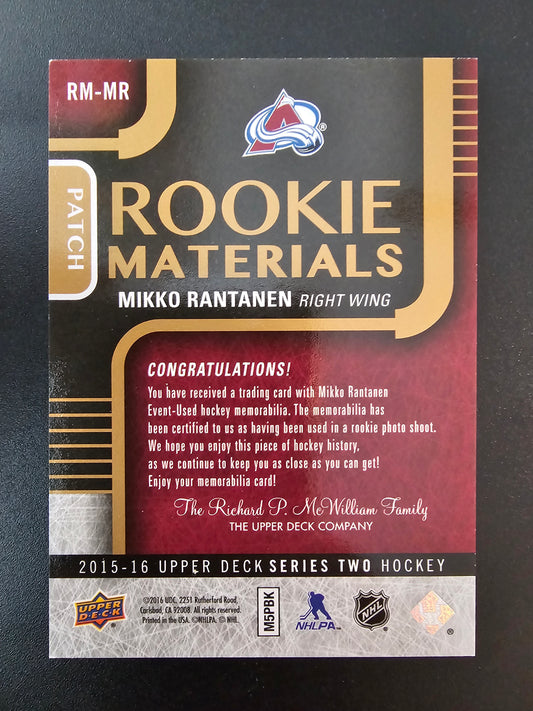 RM-MR
PATCH
ROOKIE
MATERIALS
MIKKO RANTANEN RIGHT WING
CONGRATULATIONS!
You have received a trading card with Mikko Rantanen
Event-Used hockey memorabilia. The memorabilia has
been certified to us as having been used in a rookie photo shoot.
We hope you enjoy this piece of hockey history,
as we continue to keep you as close as you can get!
Enjoy your memorabilia card!
The Richard P. McWilliam Family
THE UPPER DECK COMPANY
2015-16 UPPER DECK SERIES TWO HOCKEY
UPPER DECK
©2016 UDC, 2251 Rutherford Road,
Carlsbad, CA 92008. All rights reserved.
Printed in the USA. ©NHLPA. © NHL.
M5PBK
NHLPA
NHL